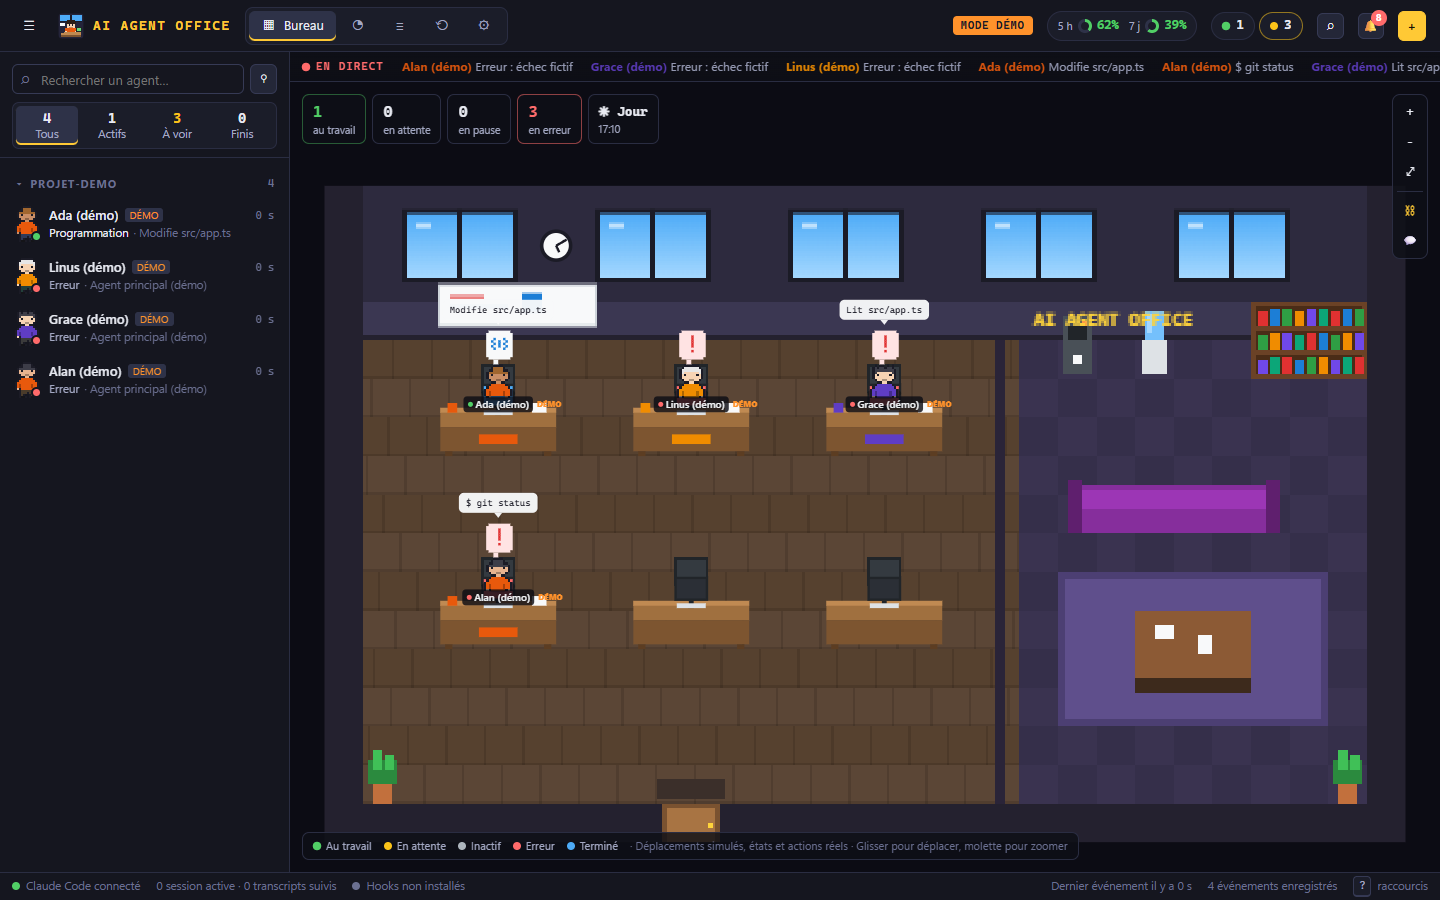 AI AGENT OFFICE
Bureau
MODE DÉMO
5 h 62% 7 j 39%
1
3
8
+
Rechercher un agent...
4 Tous
1 Actifs
3 À voir
0 Finis
PROJET-DEMO 4
Ada (démo) DÉMO 0 s
Programmation · Modifie src/app.ts
Linus (démo) DÉMO 0 s
Erreur · Agent principal (démo)
Grace (démo) DÉMO 0 s
Erreur · Agent principal (démo)
Alan (démo) DÉMO 0 s
Erreur · Agent principal (démo)
EN DIRECT Alan (démo) Erreur : échec fictif Grace (démo) Erreur : échec fictif Linus (démo) Erreur : échec fictif Ada (démo) Modifie src/app.ts Alan (démo) $ git status Grace (démo) Lit src/ap
1 au travail
0 en attente
0 en pause
3 en erreur
Jour
17:10
+
-
Modifie src/app.ts
Lit src/app.ts
AI AGENT OFFICE
!
!
Ada (démo) DÉMO
Linus (démo) DÉMO
Grace (démo) DÉMO
$ git status
!
Alan (démo) DÉMO
Au travail En attente Inactif Erreur Terminé · Déplacements simulés, états et actions réels · Glisser pour déplacer, molette pour zoomer
Claude Code connecté 0 session active · 0 transcripts suivis Hooks non installés
Dernier événement il y a 0 s 4 événements enregistrés ? raccourcis